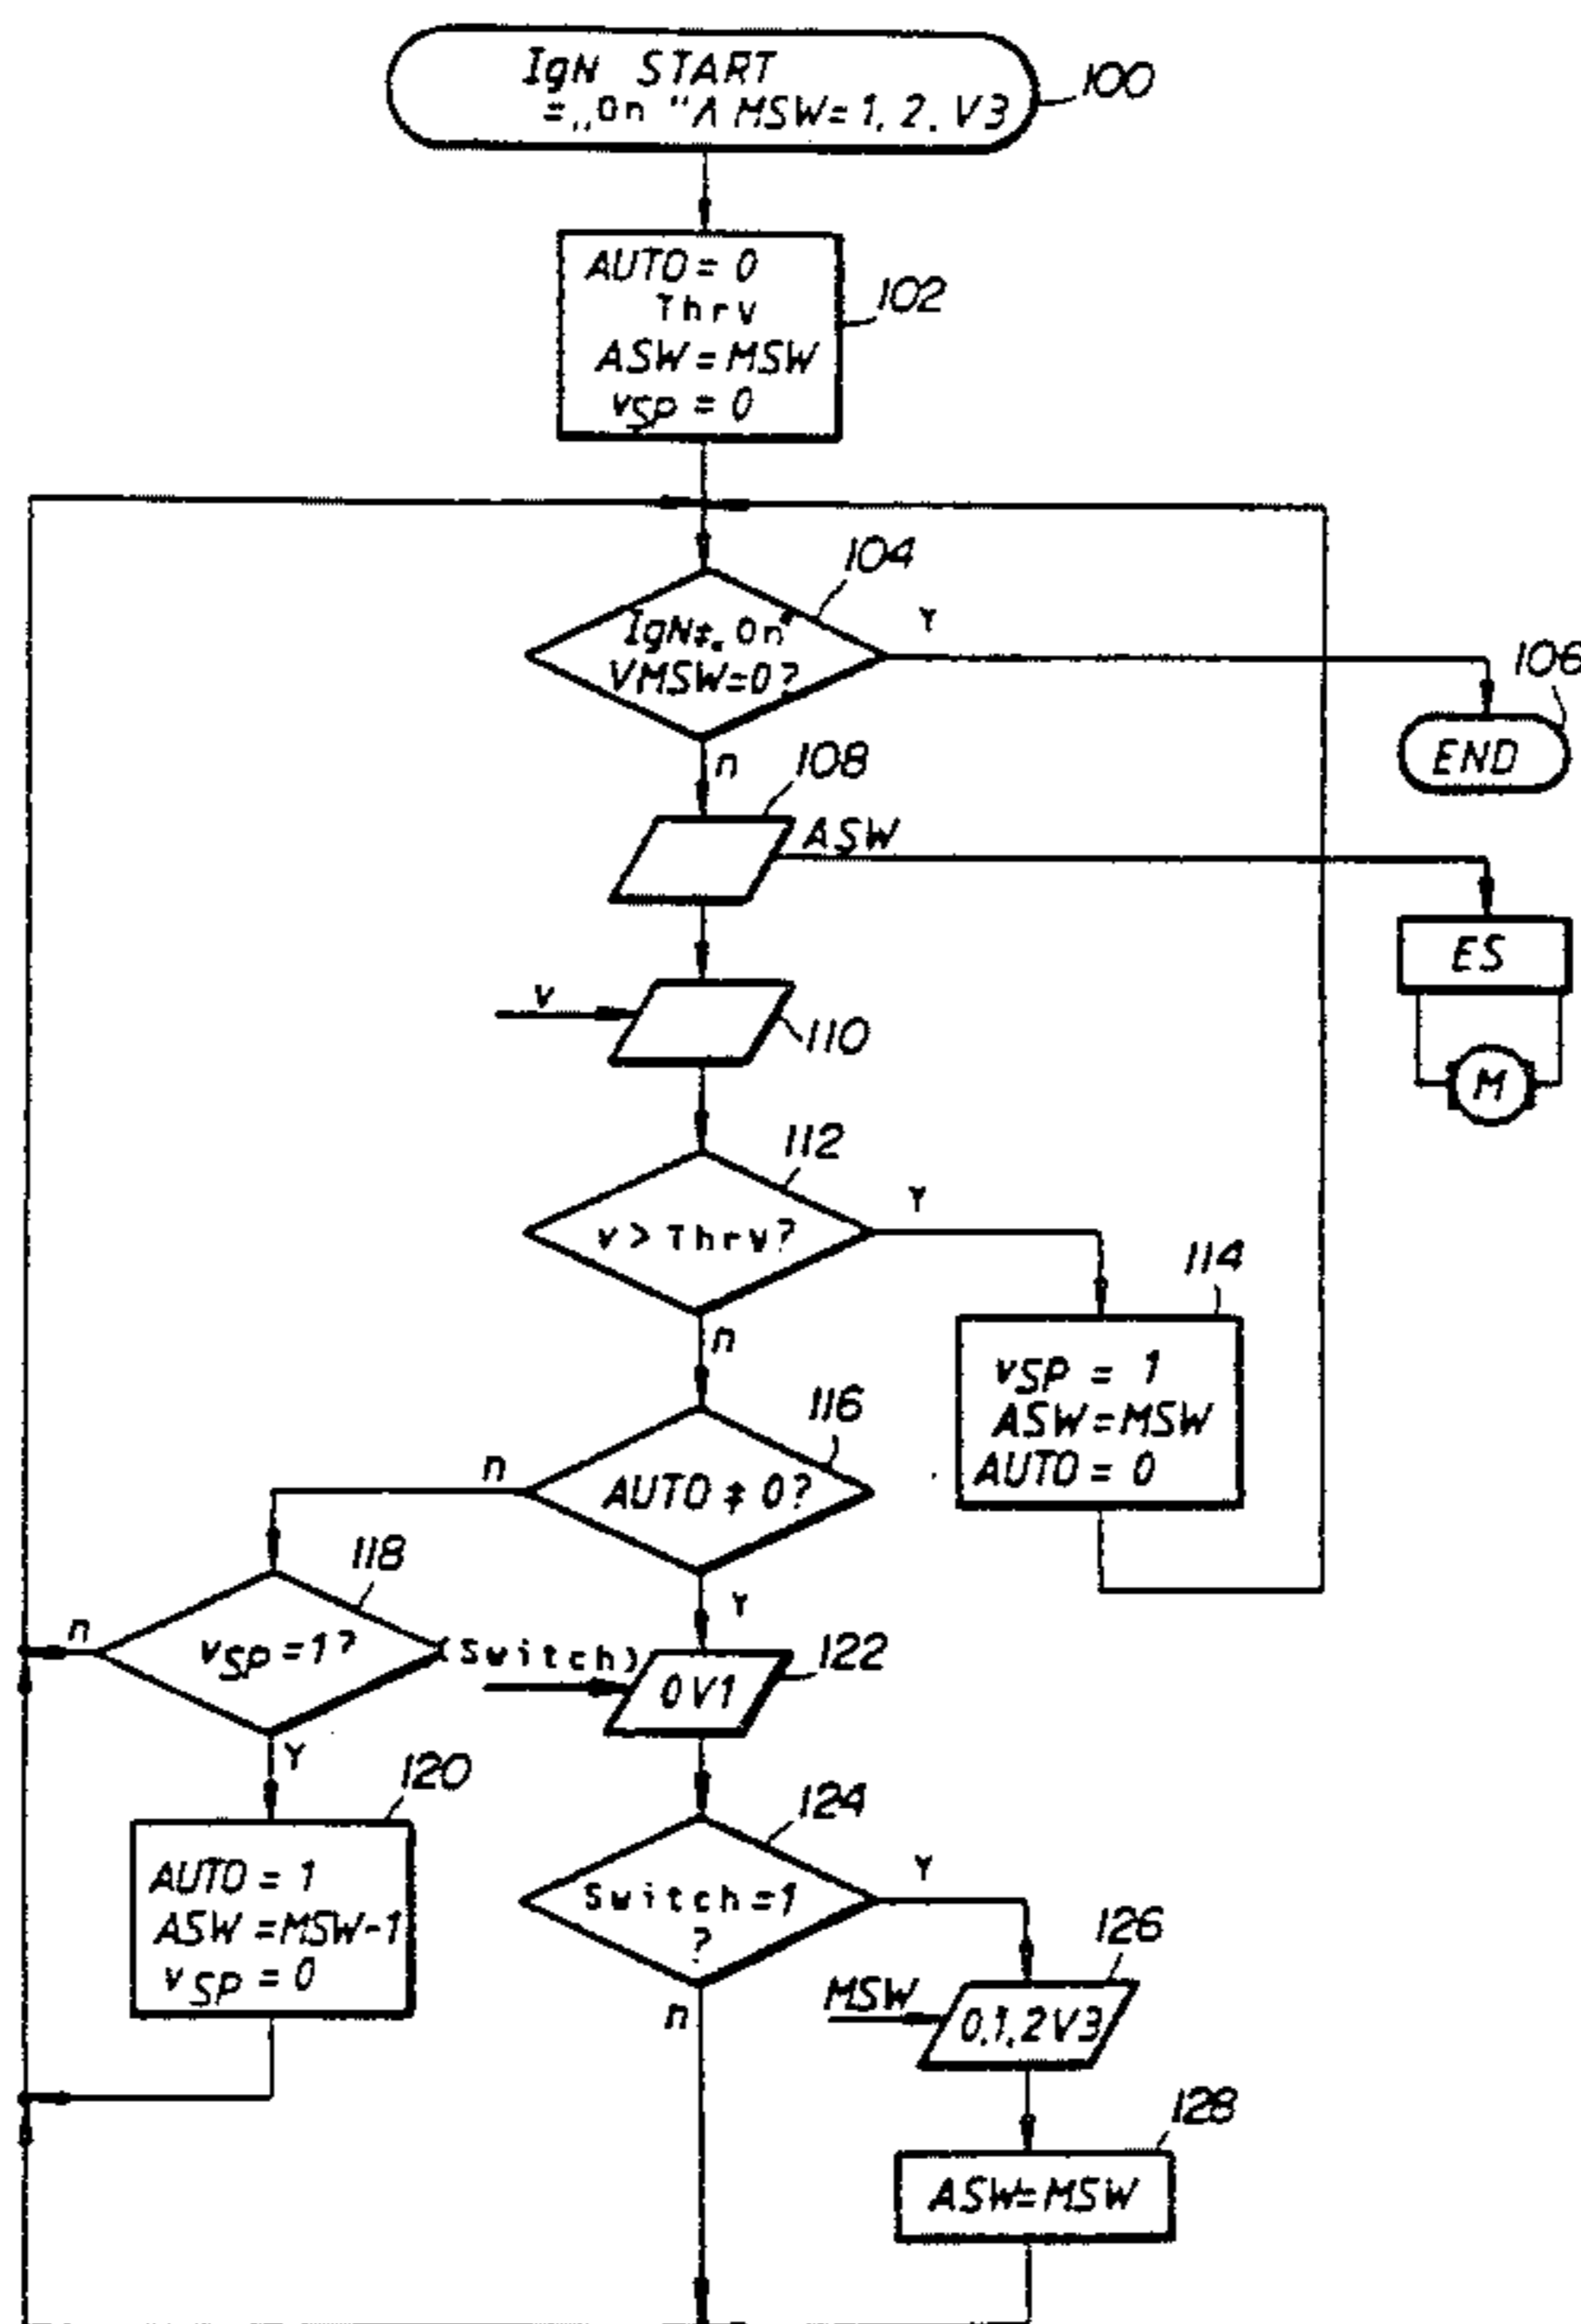 IgN START
=„On "Λ MSW=1, 2. V3
100
AUTO = 0
Thrv
ASW = MSW
vSP = 0
102
104
IgN‡„On"
VMSW=0?
Y
106
END
n
108
ASW
ES
v
110
M
112
v > Thrv?
Y
114
n
vSP = 1
ASW = MSW
AUTO = 0
116
AUTO ‡ 0?
n
118
Y
n
vSP = 1?
(Switch)
0V1
122
Y
120
124
AUTO = 1
ASW = MSW-1
vSP = 0
Switch=1
?
Y
126
n
MSW
0,1,2V3
128
ASW=MSW